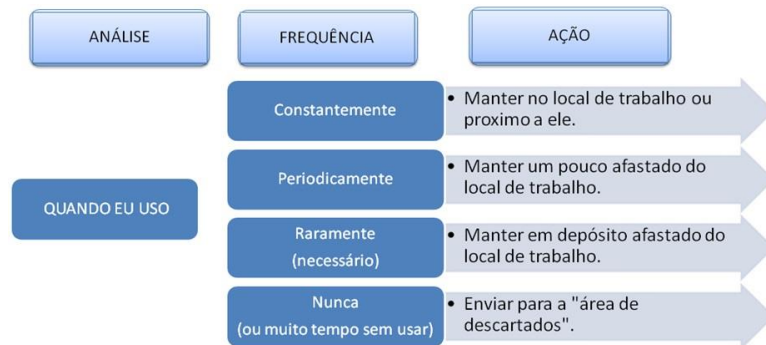 ANÁLISE
FREQUÊNCIA
AÇÃO
QUANDO EU USO
Constantemente
• Manter no local de trabalho ou
proximo a ele.
Periodicamente
• Manter um pouco afastado do
local de trabalho.
Raramente
(necessário)
• Manter em depósito afastado do
local de trabalho.
Nunca
(ou muito tempo sem usar)
• Enviar para a "área de
descartados".